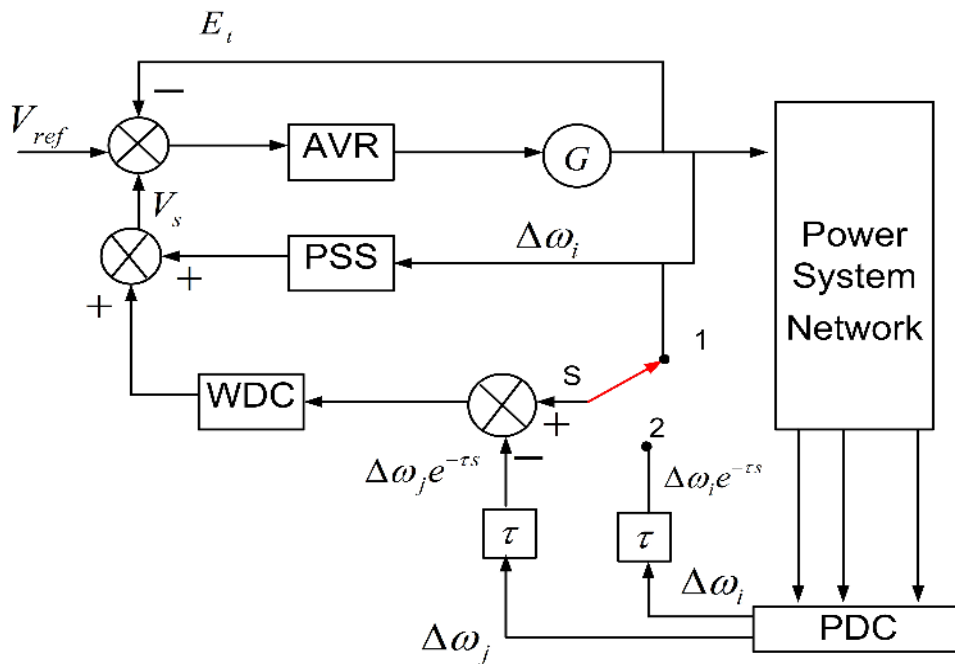 E_t
−
V_ref
AVR
G
V_s
Δω_i
PSS
+
+
Power
System
Network
1
S
WDC
+
−
2
Δω_j e^{-τs}
Δω_i e^{-τs}
τ
τ
Δω_i
Δω_j
PDC